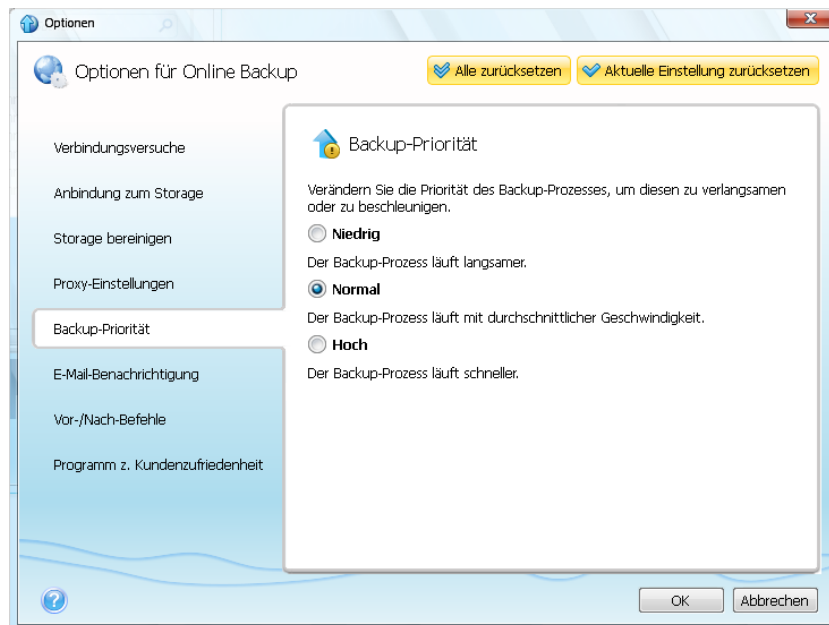 Optionen
Optionen für Online Backup
Alle zurücksetzen
Aktuelle Einstellung zurücksetzen
Verbindungsversuche
Anbindung zum Storage
Storage bereinigen
Proxy-Einstellungen
Backup-Priorität
E-Mail-Benachrichtigung
Vor-/Nach-Befehle
Programm z. Kundenzufriedenheit
Backup-Priorität
Verändern Sie die Priorität des Backup-Prozesses, um diesen zu verlangsamen
oder zu beschleunigen.
Niedrig
Der Backup-Prozess läuft langsamer.
Normal
Der Backup-Prozess läuft mit durchschnittlicher Geschwindigkeit.
Hoch
Der Backup-Prozess läuft schneller.
OK
Abbrechen